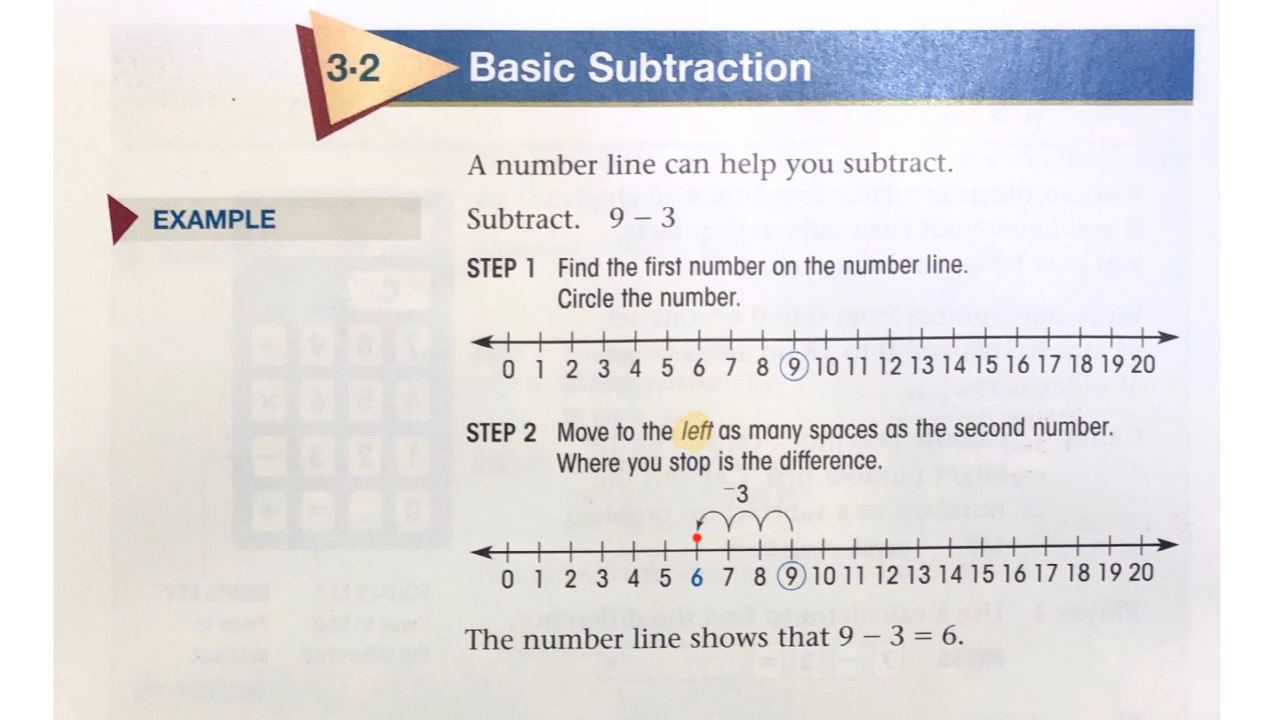 3-2 Basic Subtraction
A number line can help you subtract.
EXAMPLE Subtract. 9 – 3
STEP 1 Find the first number on the number line.
Circle the number.
0 1 2 3 4 5 6 7 8 9 10 11 12 13 14 15 16 17 18 19 20
STEP 2 Move to the left as many spaces as the second number.
Where you stop is the difference.
−3
0 1 2 3 4 5 6 7 8 9 10 11 12 13 14 15 16 17 18 19 20
The number line shows that 9 – 3 = 6.